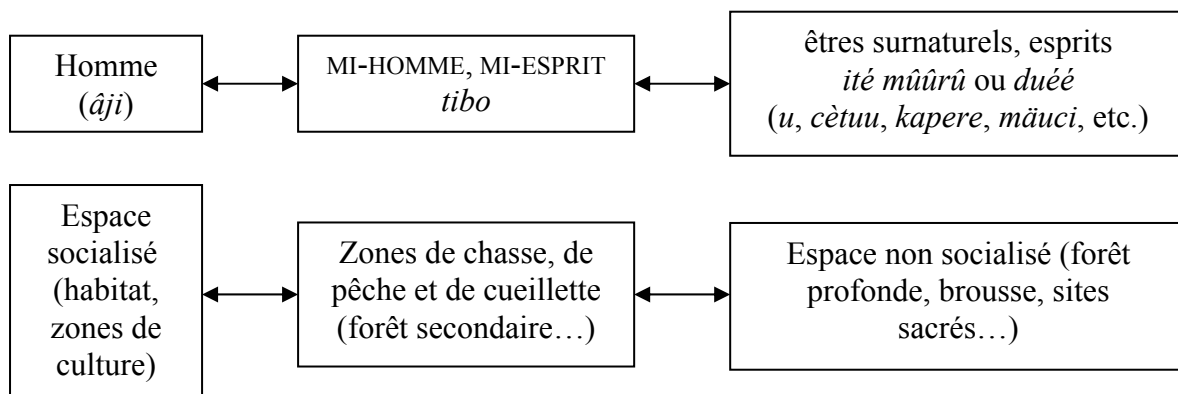 Homme
(âji)
MI-HOMME, MI-ESPRIT
tibo
êtres surnaturels, esprits
ité mûûrû ou duéé
(u, cètuu, kapere, mäuci, etc.)
Espace
socialisé
(habitat,
zones de
culture)
Zones de chasse, de
pêche et de cueillette
(forêt secondaire…)
Espace non socialisé (forêt
profonde, brousse, sites
sacrés…)